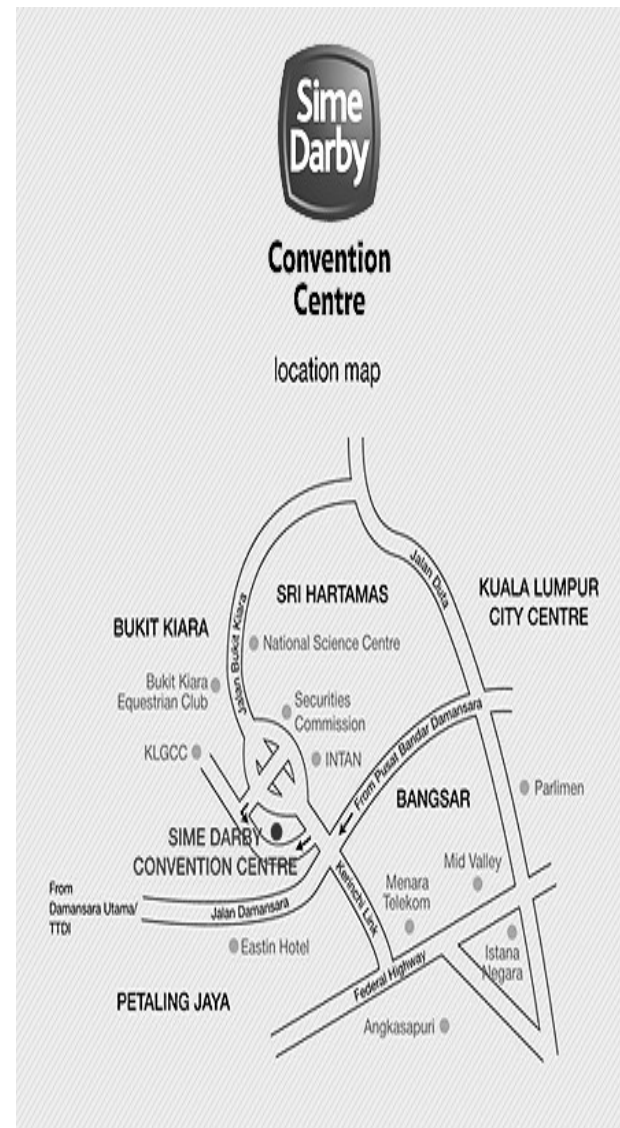 Sime
Darby
Convention
Centre
location map
Jalan Duta
KUALA LUMPUR
CITY CENTRE
SRI HARTAMAS
BUKIT KIARA
Jalan Bukit Kiara
National Science Centre
Bukit Kiara
Equestrian Club
Securities
Commission
KLGCC
INTAN
From Pusat Bandar Damansara
BANGSAR
Parlimen
SIME DARBY
CONVENTION CENTRE
Mid Valley
Menara
Telekom
Kerinchi Link
From
Damansara Utama/
TTDI
Jalan Damansara
Eastin Hotel
Istana
Negara
Federal Highway
PETALING JAYA
Angkasapuri